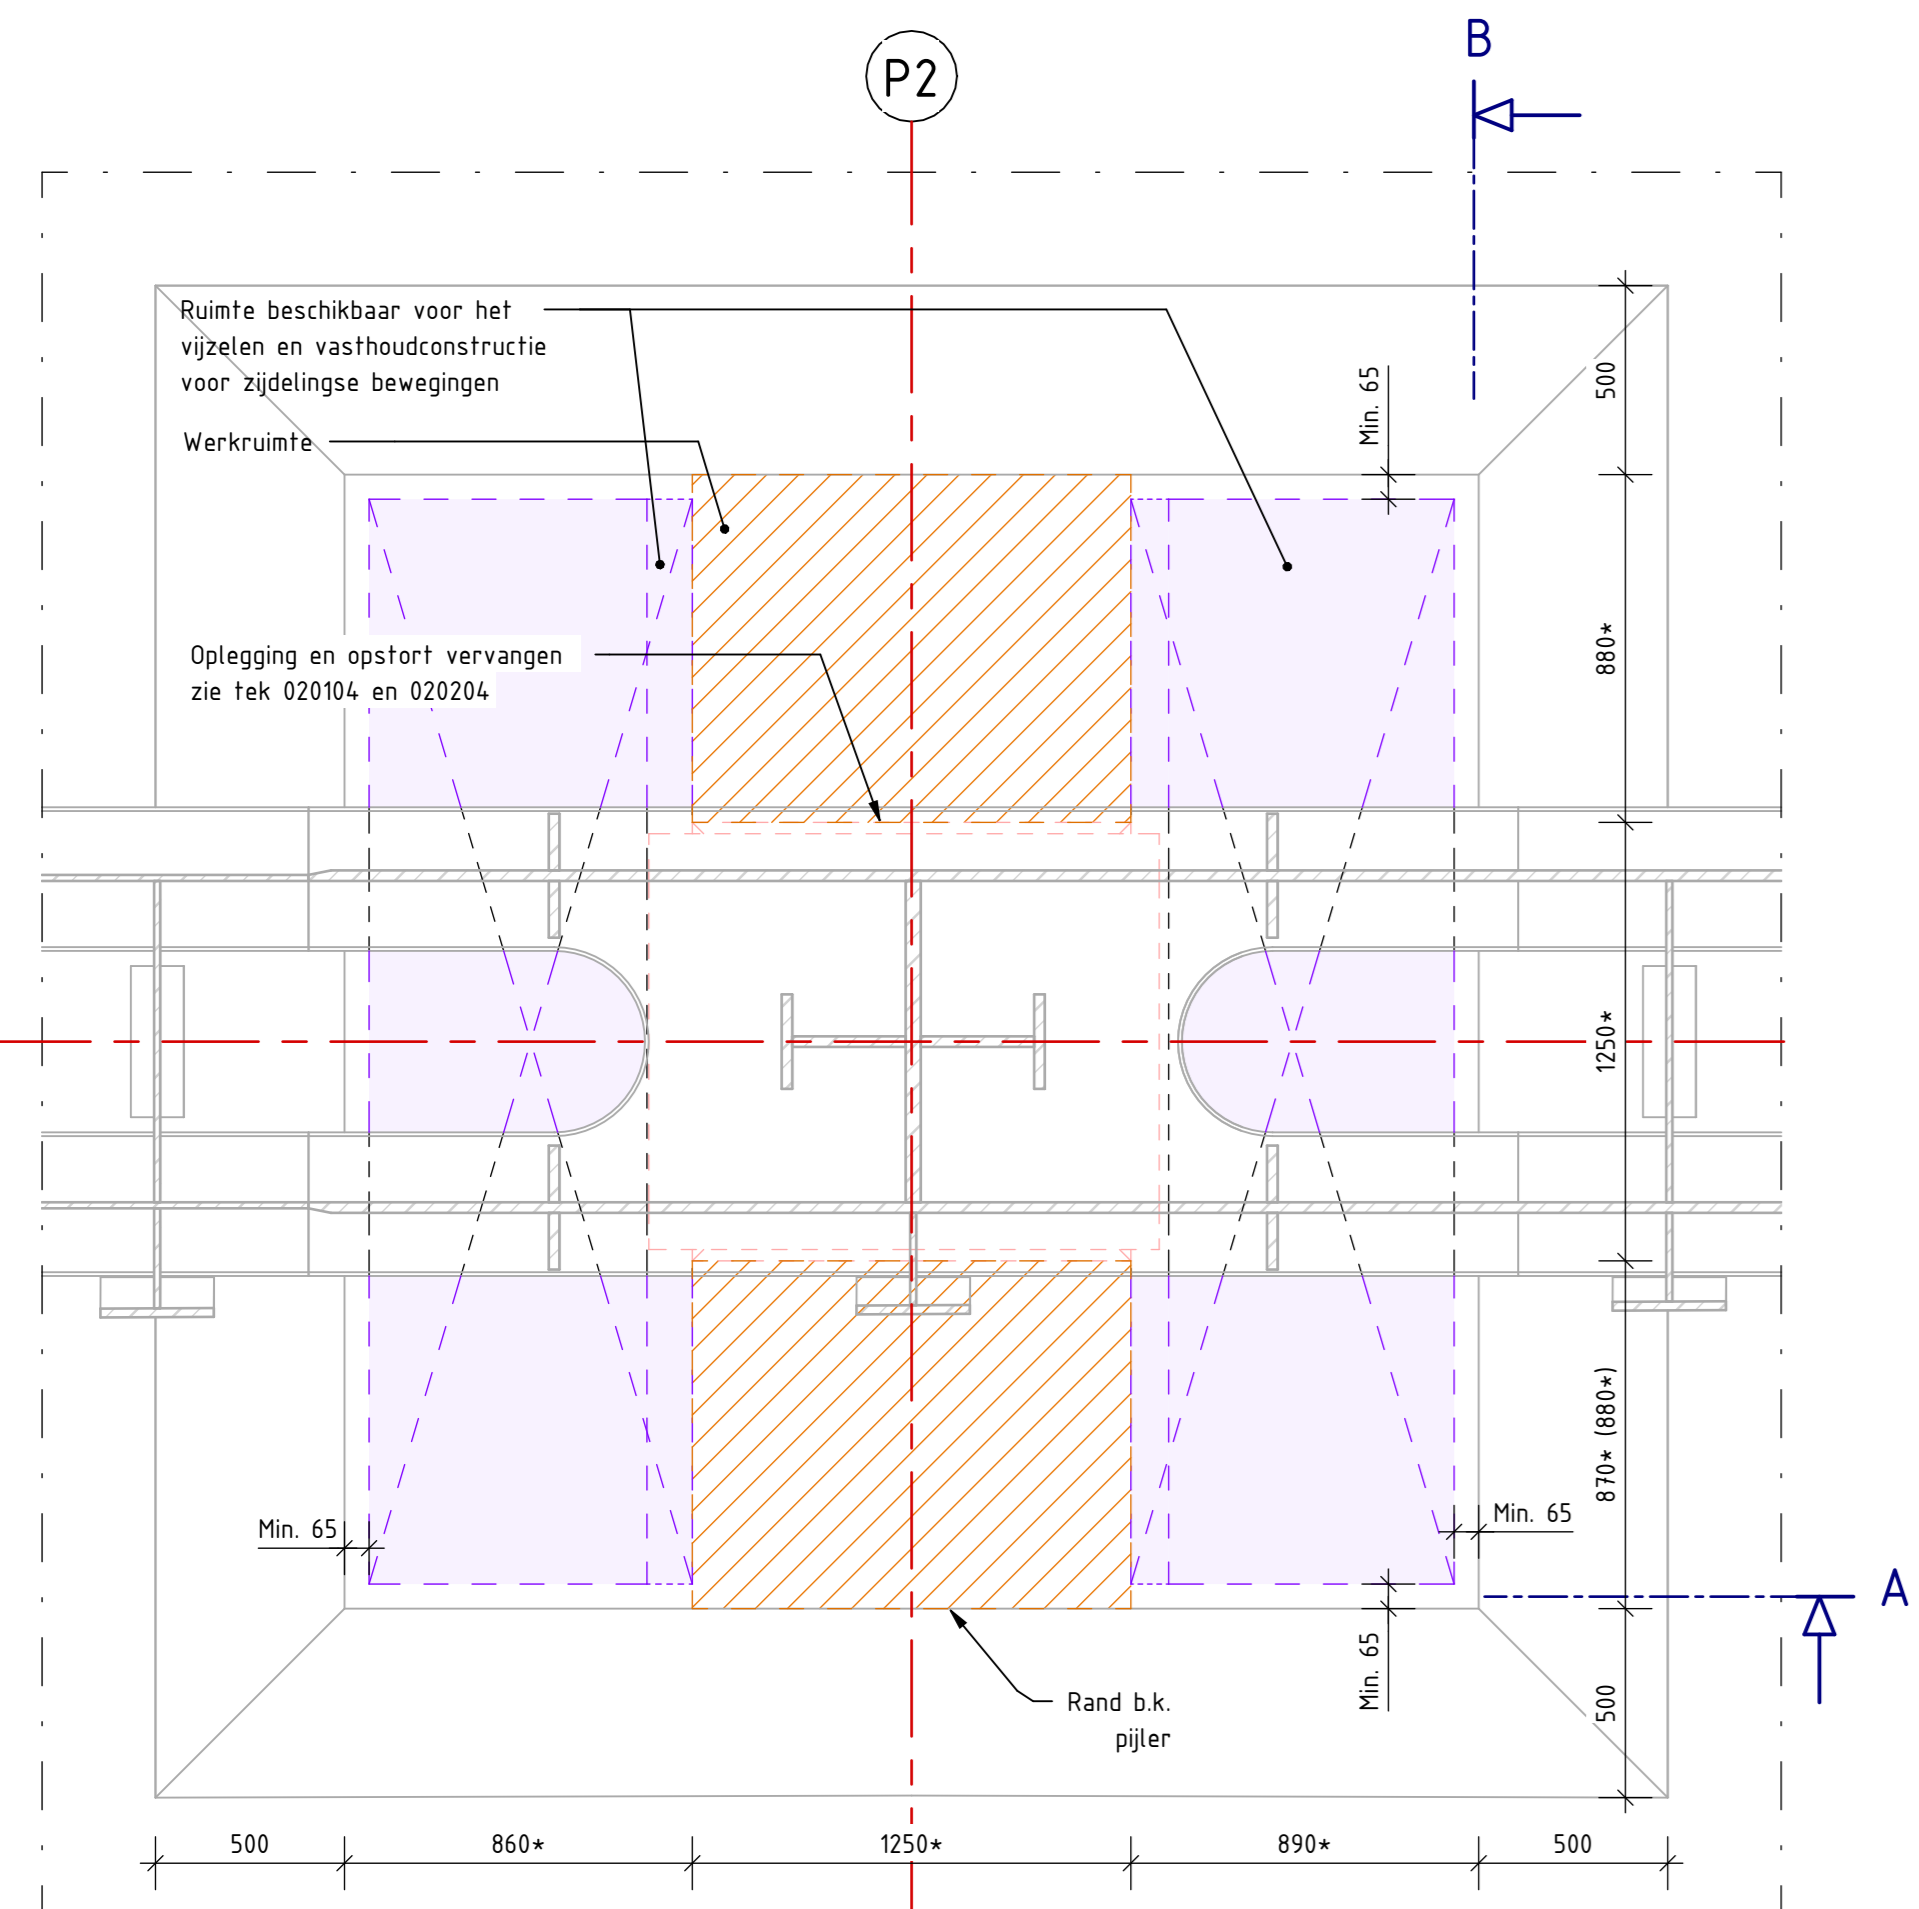 P2
B
Ruimte beschikbaar voor het
vijzelen en vasthoudconstructie
voor zijdelingse bewegingen
Werkruimte
Oplegging en opstort vervangen
zie tek 020104 en 020204
Min. 65
500
880*
1250*
870* (880*)
500
Min. 65
Min. 65
Min. 65
A
Rand b.k.
pijler
500
860*
1250*
890*
500